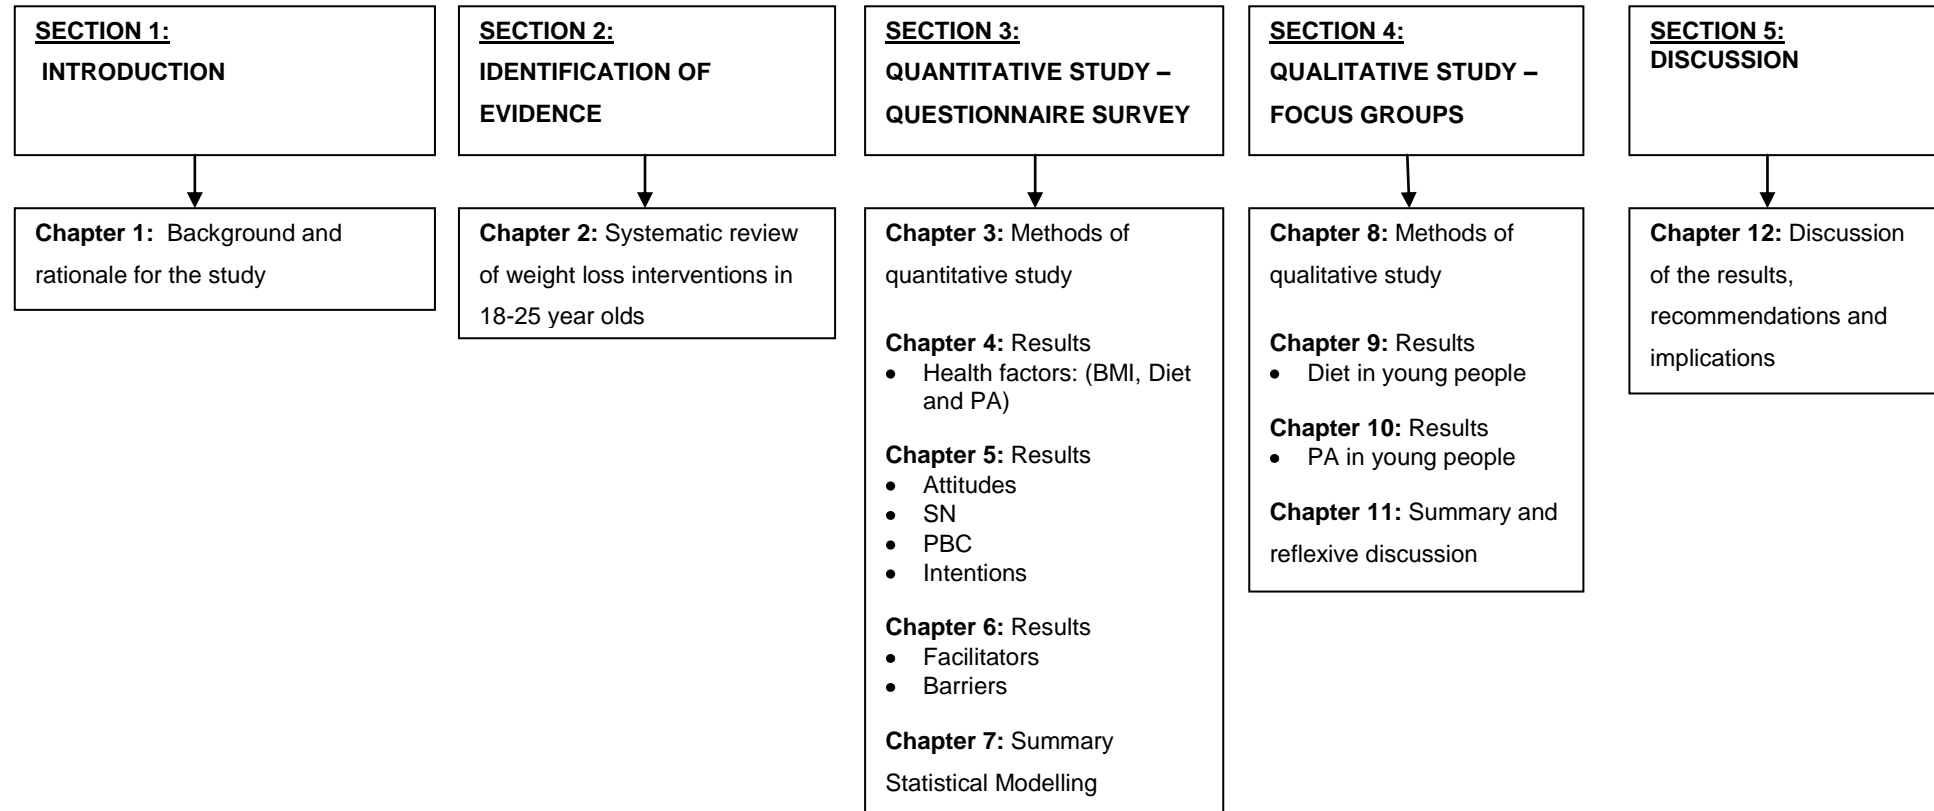 SECTION 1:
INTRODUCTION
Chapter 1: Background and
rationale for the study
SECTION 2:
IDENTIFICATION OF
EVIDENCE
Chapter 2: Systematic review
of weight loss interventions in
18-25 year olds
SECTION 3:
QUANTITATIVE STUDY –
QUESTIONNAIRE SURVEY
Chapter 3: Methods of
quantitative study
Chapter 4: Results
• Health factors: (BMI, Diet
and PA)
Chapter 5: Results
• Attitudes
• SN
• PBC
• Intentions
Chapter 6: Results
• Facilitators
• Barriers
Chapter 7: Summary
Statistical Modelling
SECTION 4:
QUALITATIVE STUDY –
FOCUS GROUPS
Chapter 8: Methods of
qualitative study
Chapter 9: Results
• Diet in young people
Chapter 10: Results
• PA in young people
Chapter 11: Summary and
reflexive discussion
SECTION 5:
DISCUSSION
Chapter 12: Discussion
of the results,
recommendations and
implications